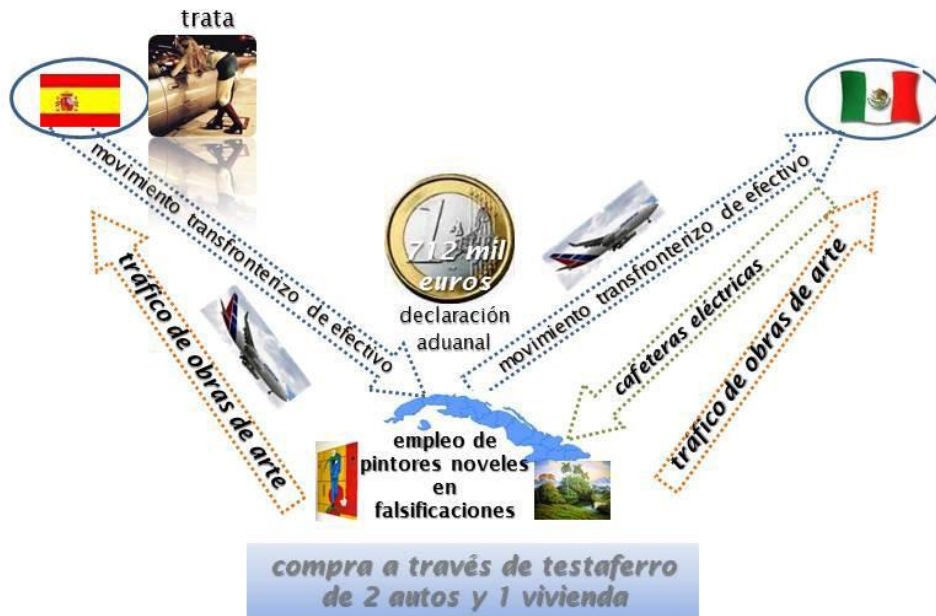 trata
movimiento transfronterizo de efectivo
tráfico de obras de arte
712 mil
euros
declaración
aduanal
movimiento transfronterizo de efectivo
cafeteras eléctricas
tráfico de obras de arte
empleo de
pintores noveles
en
falsificaciones
compra a través de testaferro
de 2 autos y 1 vivienda